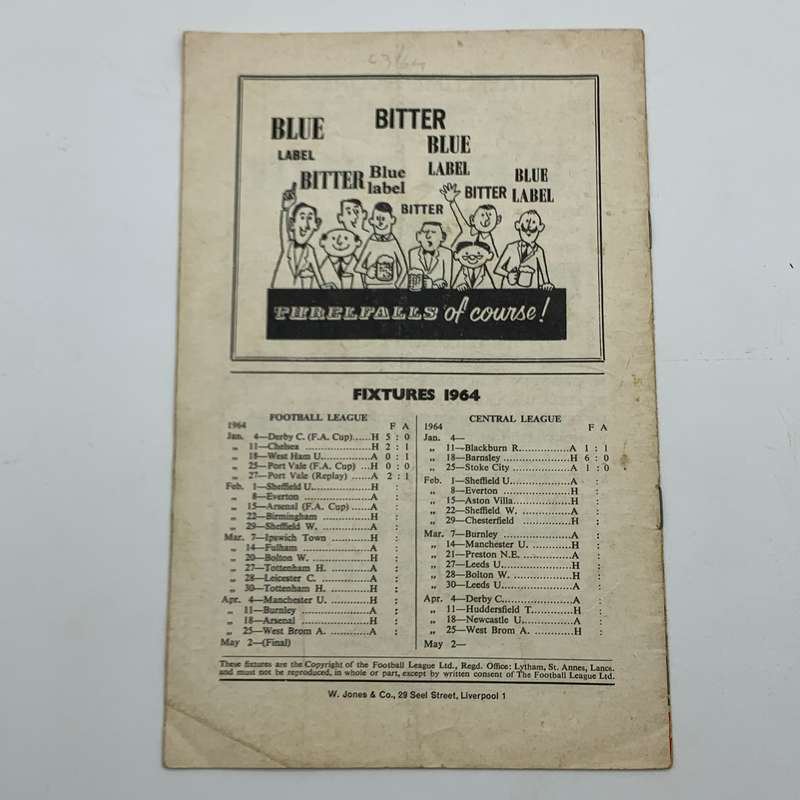 BLUE
LABEL
BITTER
BLUE
LABEL
BITTER
Blue
label
BITTER
BITTER
BLUE
LABEL
THRELFALLS of course!
FIXTURES 1964
FOOTBALL LEAGUE
1964 F A
Jan. 4—Derby C. (F.A. Cup).....H 5 : 0
„ 11—Chelsea ..................H 2 : 1
„ 18—West Ham U...............A 0 : 1
„ 25—Port Vale (F.A. Cup) ...H 0 : 0
„ 27—Port Vale (Replay) ......A 2 : 1
Feb. 1—Sheffield U...............H :
„ 8—Everton ..................A :
„ 15—Arsenal (F.A. Cup) ......A :
„ 22—Birmingham ..............H :
„ 29—Sheffield W. ..............A :
Mar. 7—Ipswich Town ............H :
„ 14—Fulham ..................A :
„ 20—Bolton W. ................H :
„ 27—Tottenham H. ............A :
„ 28—Leicester C. ..............A :
„ 30—Tottenham H. ............H :
Apr. 4—Manchester U. ............H :
„ 11—Burnley ..................A :
„ 18—Arsenal ..................H :
„ 25—West Brom A. ............A :
May 2—(Final)
CENTRAL LEAGUE
1964 F A
Jan. 4—
„ 11—Blackburn R...............A 1 : 1
„ 18—Barnsley ..................H 6 : 0
„ 25—Stoke City ................A 1 : 0
Feb. 1—Sheffield U...............A :
„ 8—Everton ..................H :
„ 15—Aston Villa...............H :
„ 22—Sheffield W. ..............A :
„ 29—Chesterfield ..............H :
Mar. 7—Burnley ..................A :
„ 14—Manchester U. ............H :
„ 21—Preston N.E. ..............A :
„ 27—Leeds U...................H :
„ 28—Bolton W. ................H :
„ 30—Leeds U...................A :
Apr. 4—Derby C...................A :
„ 11—Huddersfield T............H :
„ 18—Newcastle U...............A :
„ 25—West Brom A. ............H :
May 2—
These fixtures are the Copyright of the Football League Ltd., Regd. Office: Lytham, St. Annes, Lancs.
and must not be reproduced, in whole or part, except by written consent of The Football League Ltd.
W. Jones & Co., 29 Seel Street, Liverpool 1